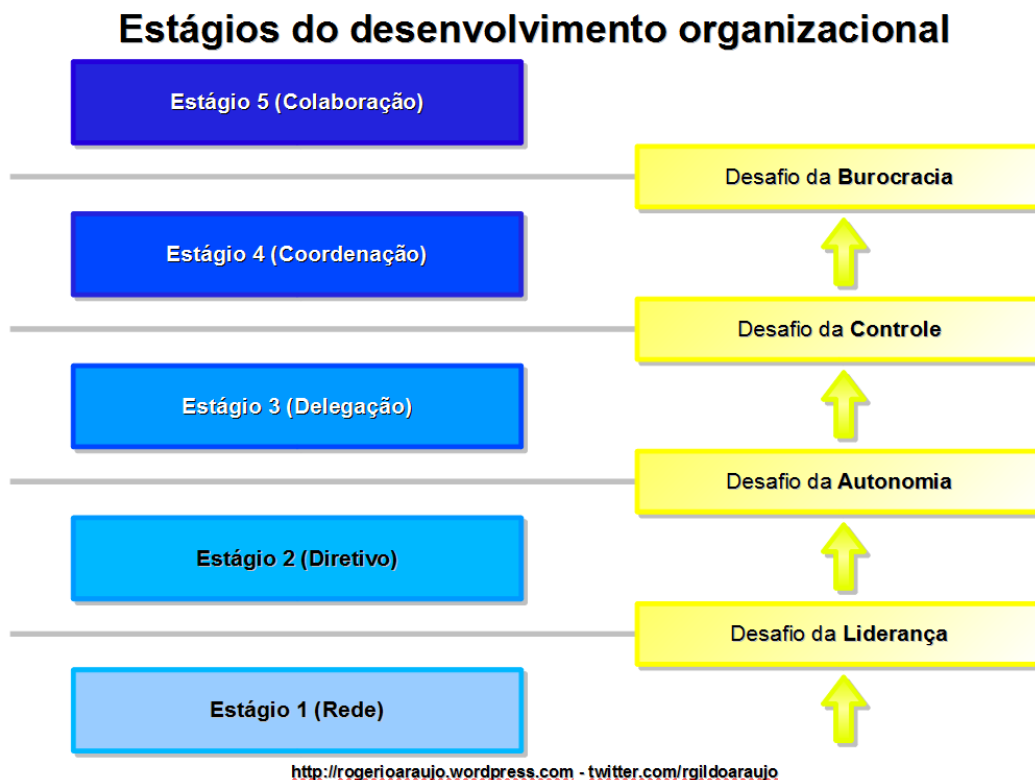 Estágios do desenvolvimento organizacional
Estágio 5 (Colaboração)
Desafio da Burocracia
Estágio 4 (Coordenação)
Desafio da Controle
Estágio 3 (Delegação)
Desafio da Autonomia
Estágio 2 (Diretivo)
Desafio da Liderança
Estágio 1 (Rede)
http://rogerioaraujo.wordpress.com - twitter.com/rgildoaraujo